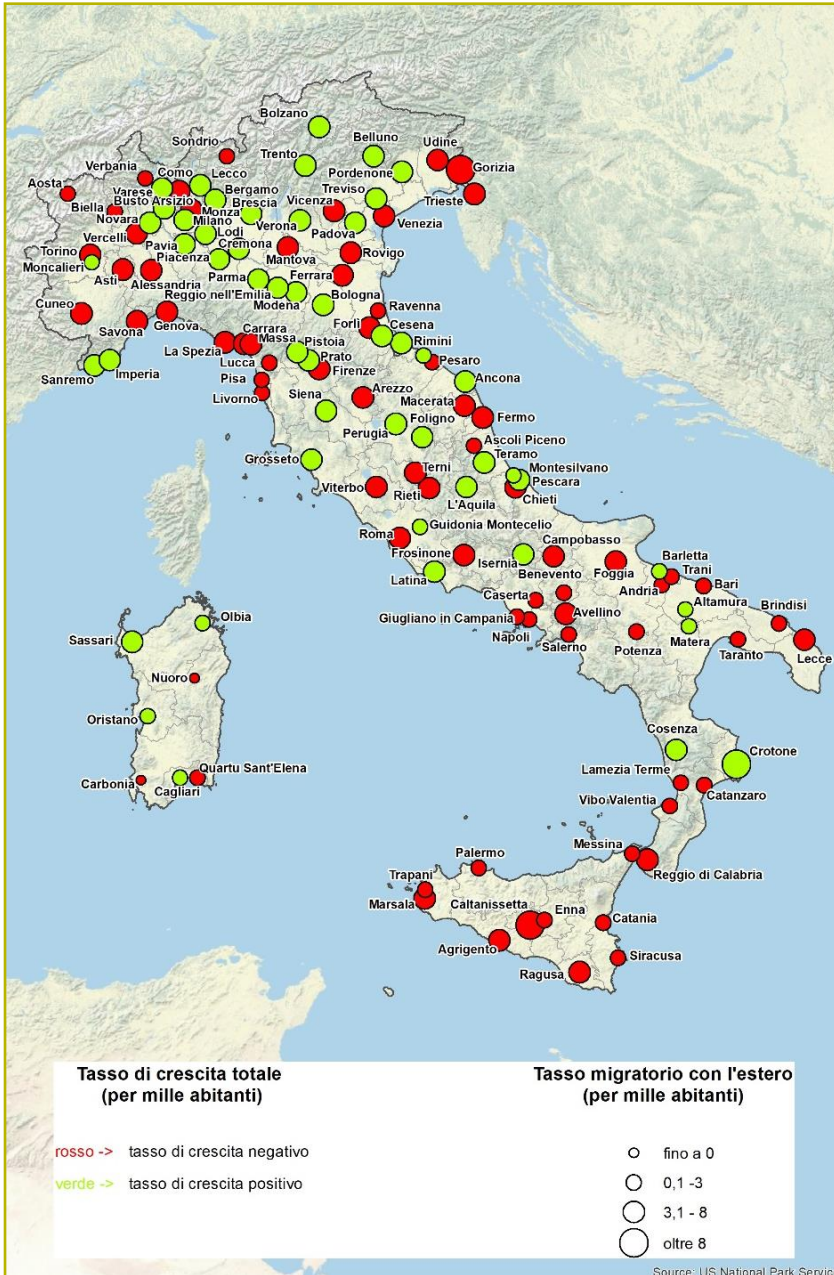 Bolzano
Sondrio
Belluno
Udine
Trento
Gorizia
Verbania
Como
Lecco
Pordenone
Aosta
Varese
Bergamo
Treviso
Trieste
Biella
Busto Arsizio
Brescia
Vicenza
Monza
Novara
Milano
Verona
Venezia
Vercelli
Lodi
Padova
Torino
Pavia
Cremona
Mantova
Rovigo
Moncalieri
Piacenza
Asti
Alessandria
Parma
Ferrara
Reggio nell'Emilia
Bologna
Cuneo
Modena
Ravenna
Savona
Genova
Carrara
Forlì
Cesena
Massa
Pistoia
Rimini
La Spezia
Prato
Lucca
Firenze
Pesaro
Sanremo
Imperia
Pisa
Arezzo
Ancona
Livorno
Siena
Macerata
Foligno
Fermo
Perugia
Ascoli Piceno
Grosseto
Teramo
Terni
Montesilvano
Viterbo
Pescara
Rieti
L'Aquila
Chieti
Guidonia Montecelio
Roma
Campobasso
Barletta
Frosinone
Isernia
Trani
Latina
Benevento
Foggia
Bari
Caserta
Andria
Altamura
Brindisi
Olbia
Giugliano in Campania
Avellino
Sassari
Napoli
Matera
Salerno
Potenza
Taranto
Lecce
Nuoro
Oristano
Cosenza
Crotone
Quartu Sant'Elena
Lamezia Terme
Carbonia
Cagliari
Catanzaro
Vibo Valentia
Messina
Palermo
Reggio di Calabria
Trapani
Marsala
Caltanissetta
Enna
Catania
Agrigento
Siracusa
Ragusa
Tasso di crescita totale
(per mille abitanti)
rosso -> tasso di crescita negativo
verde -> tasso di crescita positivo
Tasso migratorio con l'estero
(per mille abitanti)
fino a 0
0,1 -3
3,1 - 8
oltre 8
Source: US National Park Servic